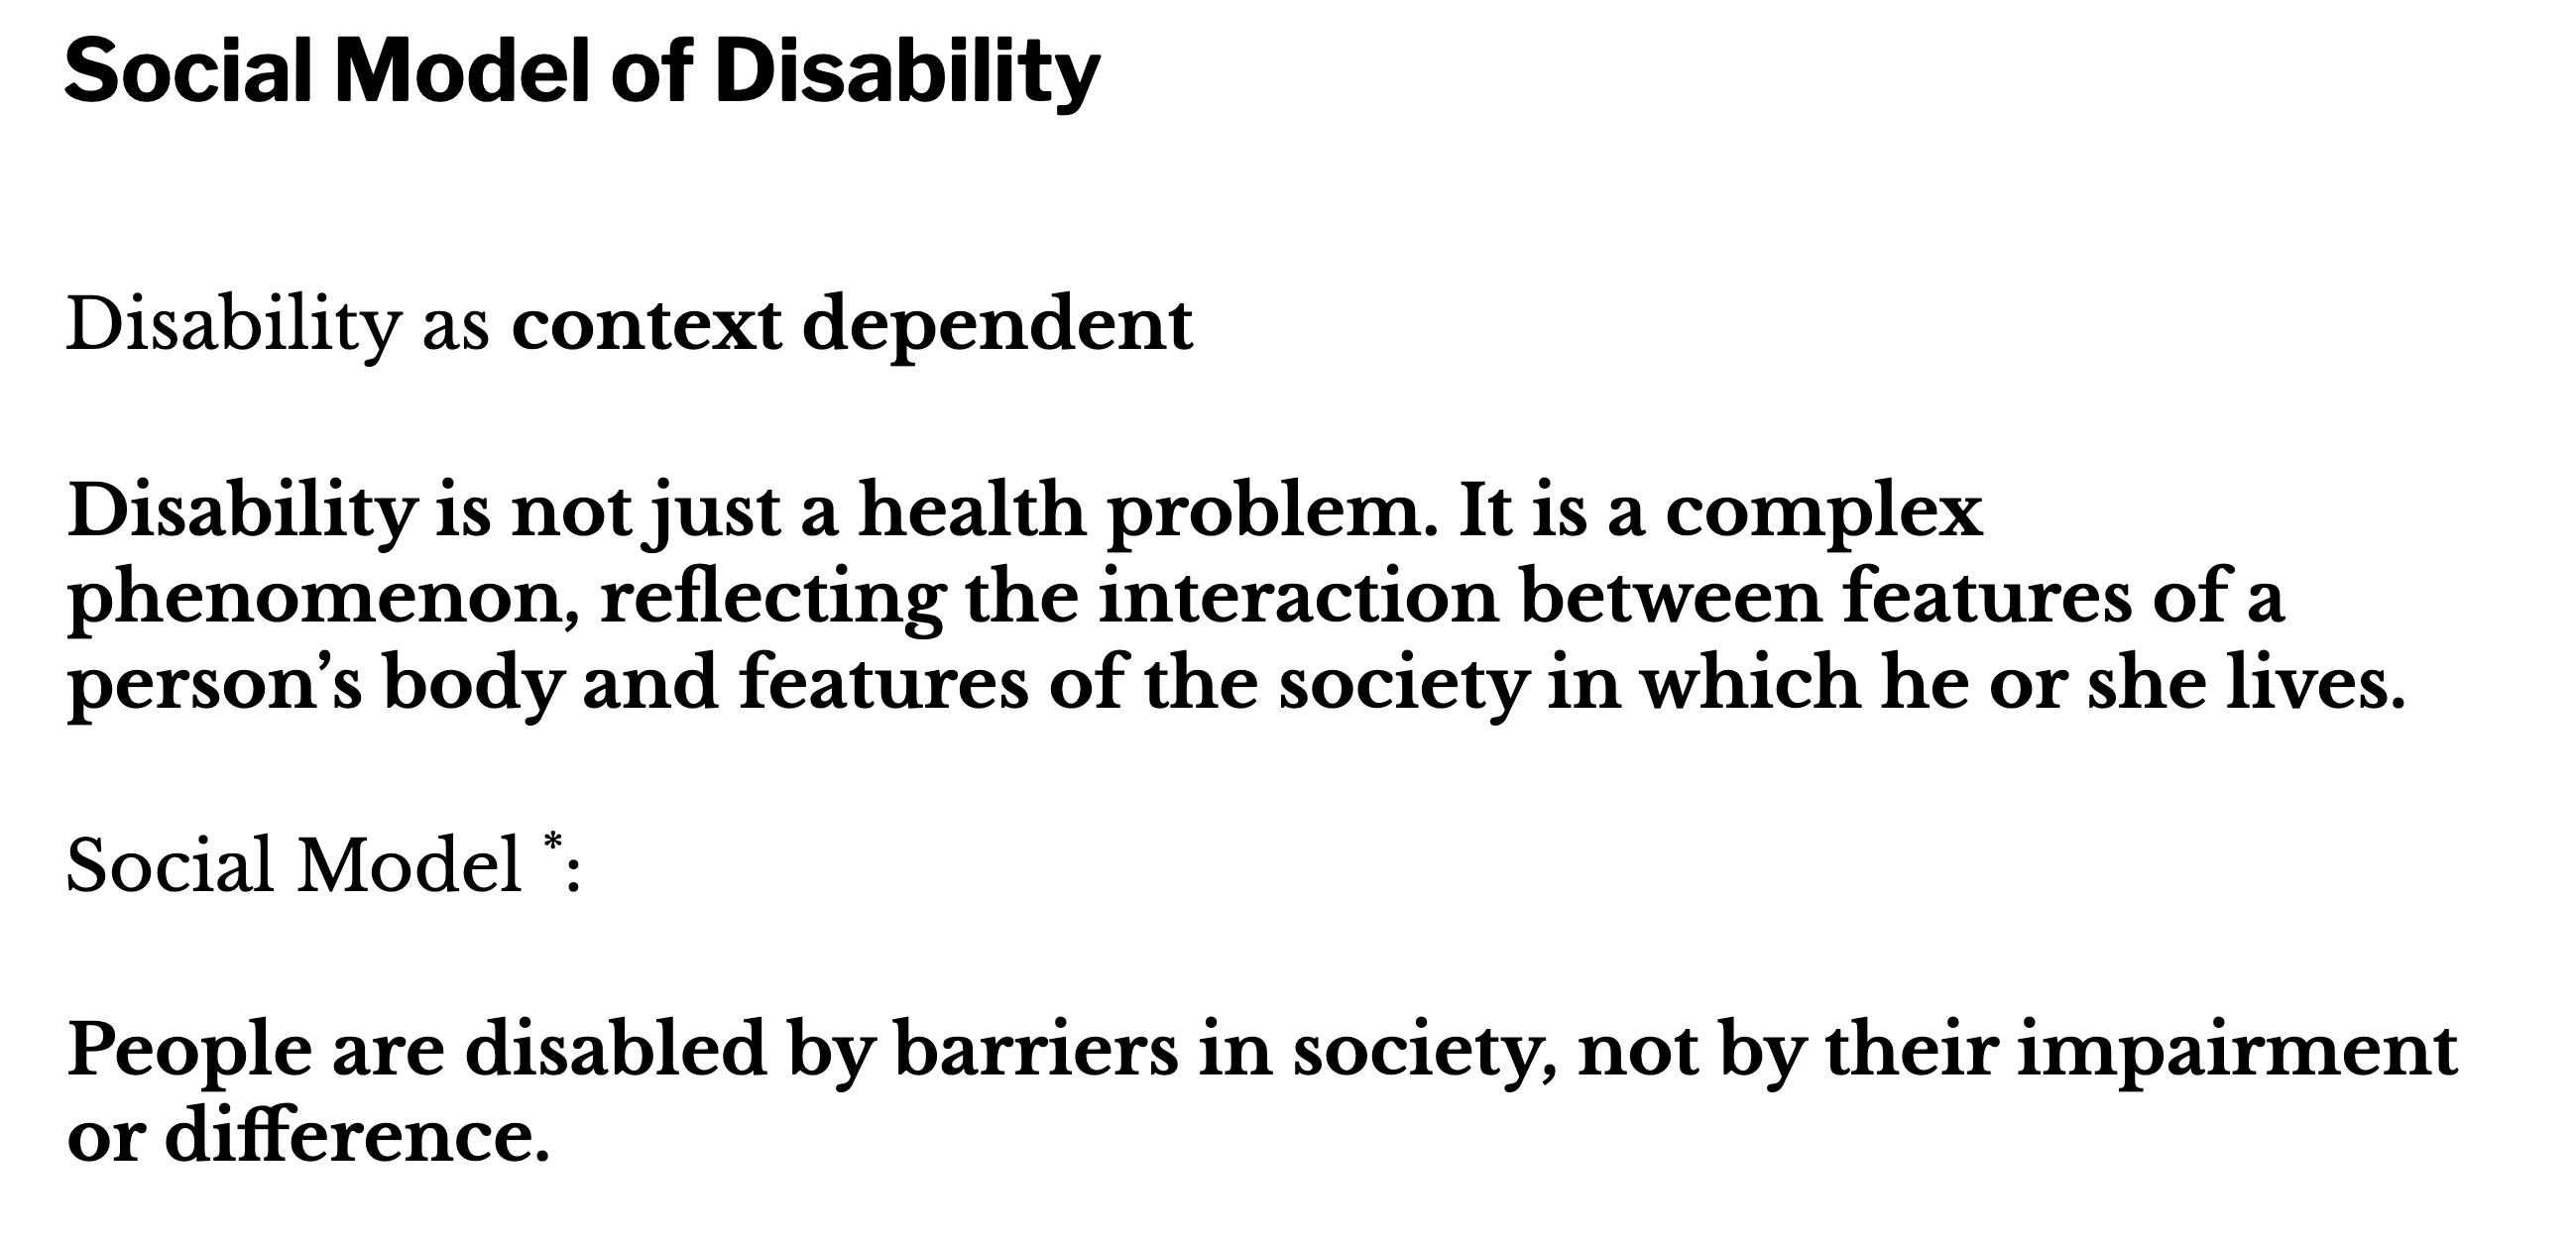 Social Model of Disability
Disability as context dependent
Disability is not just a health problem. It is a complex
phenomenon, reflecting the interaction between features of a
person’s body and features of the society in which he or she lives.
Social Model *:
People are disabled by barriers in society, not by their impairment
or difference.